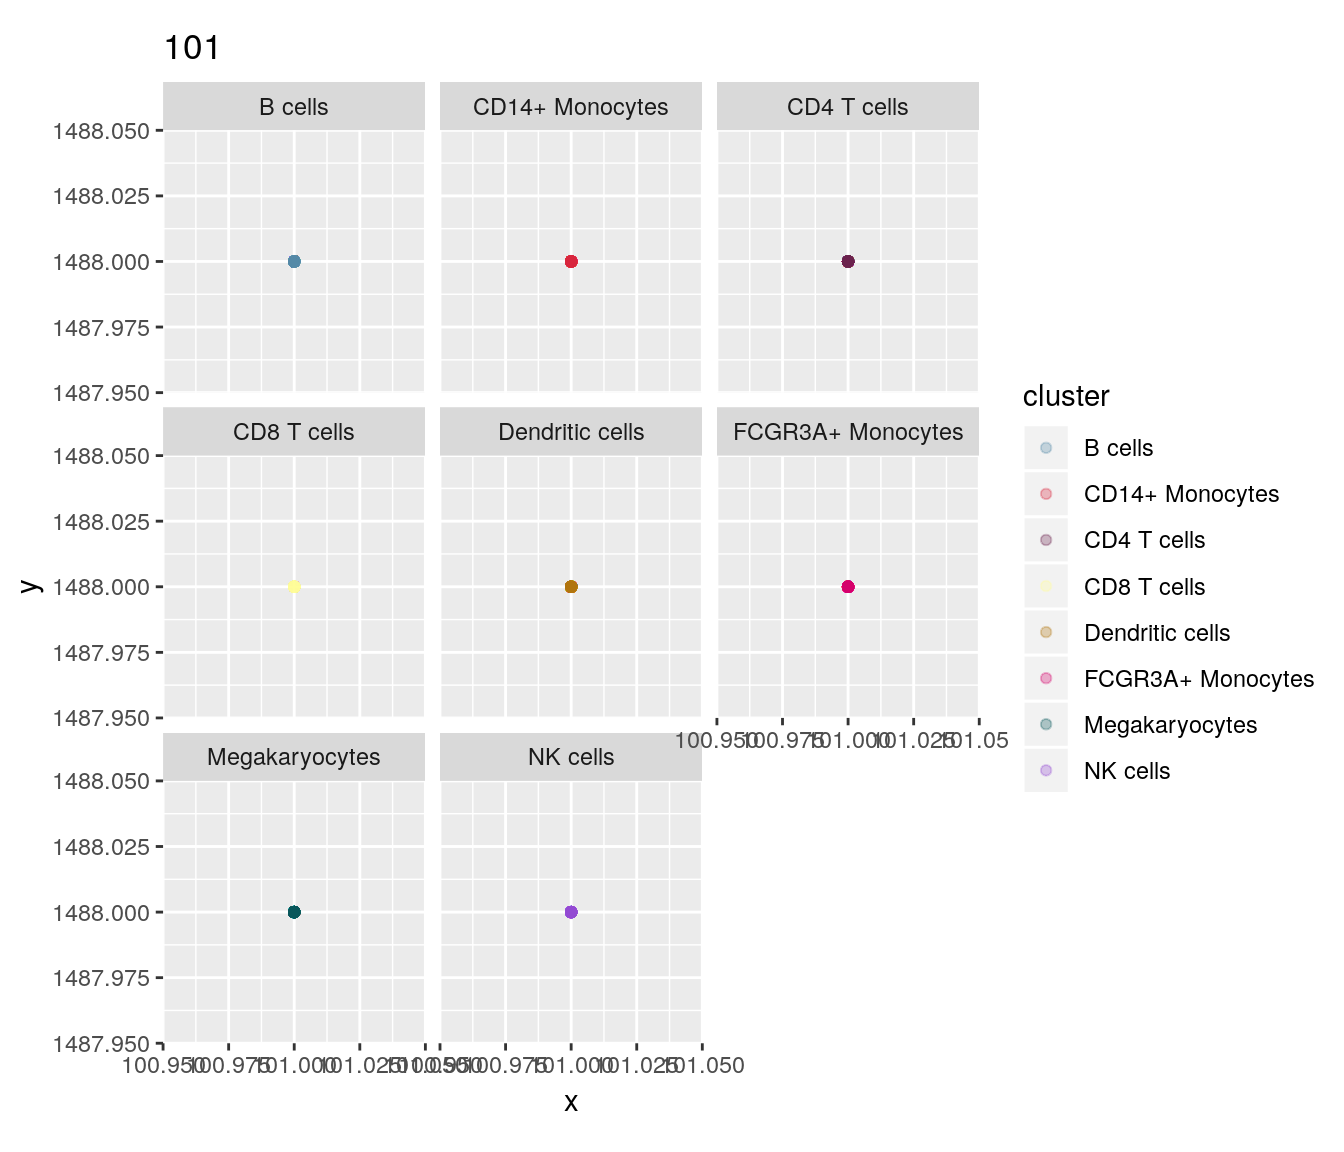 101
B cells
CD14+ Monocytes
CD4 T cells
1488.050
1488.025
1488.000
1487.975
1487.950
CD8 T cells
Dendritic cells
FCGR3A+ Monocytes
1488.050
1488.025
1488.000
1487.975
1487.950
100.950 100.975 101.000 101.025 101.05
Megakaryocytes
NK cells
1488.050
1488.025
1488.000
1487.975
1487.950
100.950 100.975 101.000 101.025 101.050 100.950 100.975 101.000 101.025 101.050
x
y
cluster
B cells
CD14+ Monocytes
CD4 T cells
CD8 T cells
Dendritic cells
FCGR3A+ Monocytes
Megakaryocytes
NK cells